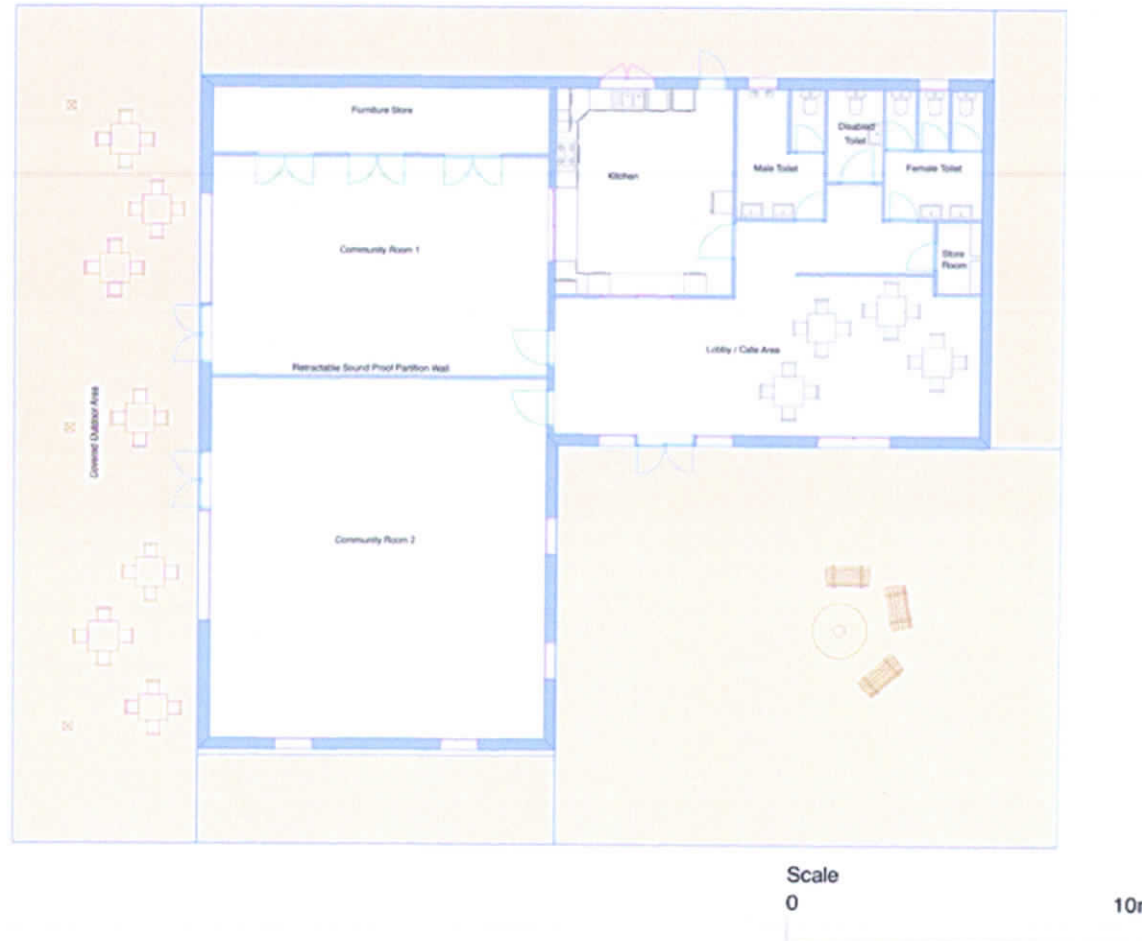 Furniture Store
Disabled
Toilet
Kitchen
Male Toilet
Female Toilet
Community Room 1
Store
Room
Lobby / Cafe Area
Retractable Sound Proof Partition Wall
Covered Outdoor Area
Community Room 2
Scale
0
10m